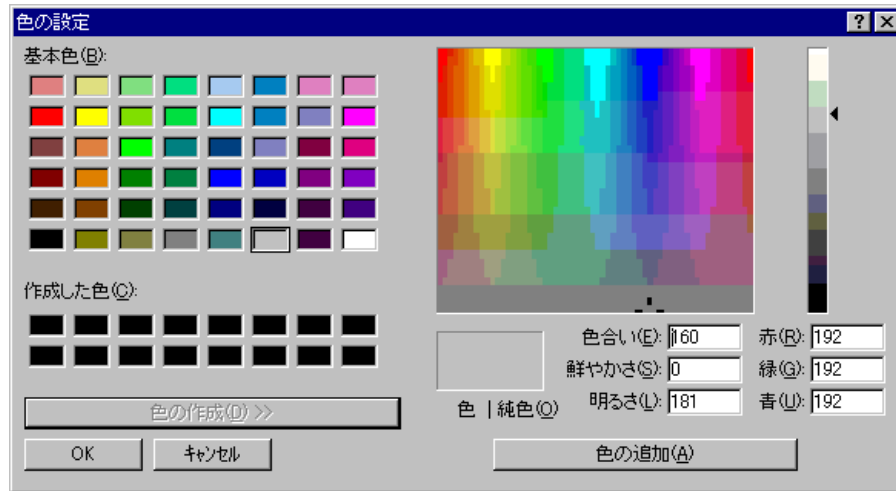 色の設定
基本色(B):
作成した色(C):
色の作成(D) >>
OK
キャンセル
色 | 純色(O)
色合い(E): 160
鮮やかさ(S): 0
明るさ(L): 181
赤(R): 192
緑(G): 192
青(U): 192
色の追加(A)